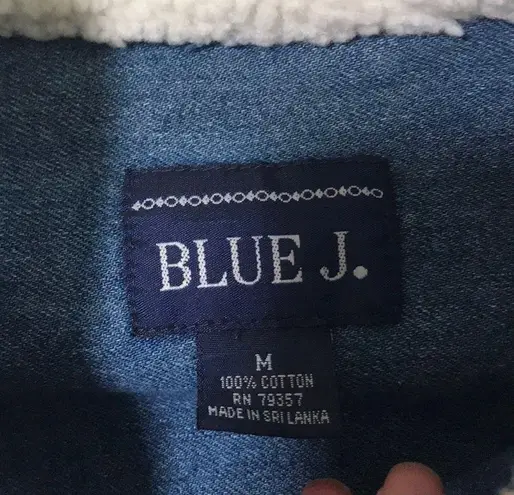 BLUE J.
M
100% COTTON
RN 79357
MADE IN SRI LANKA